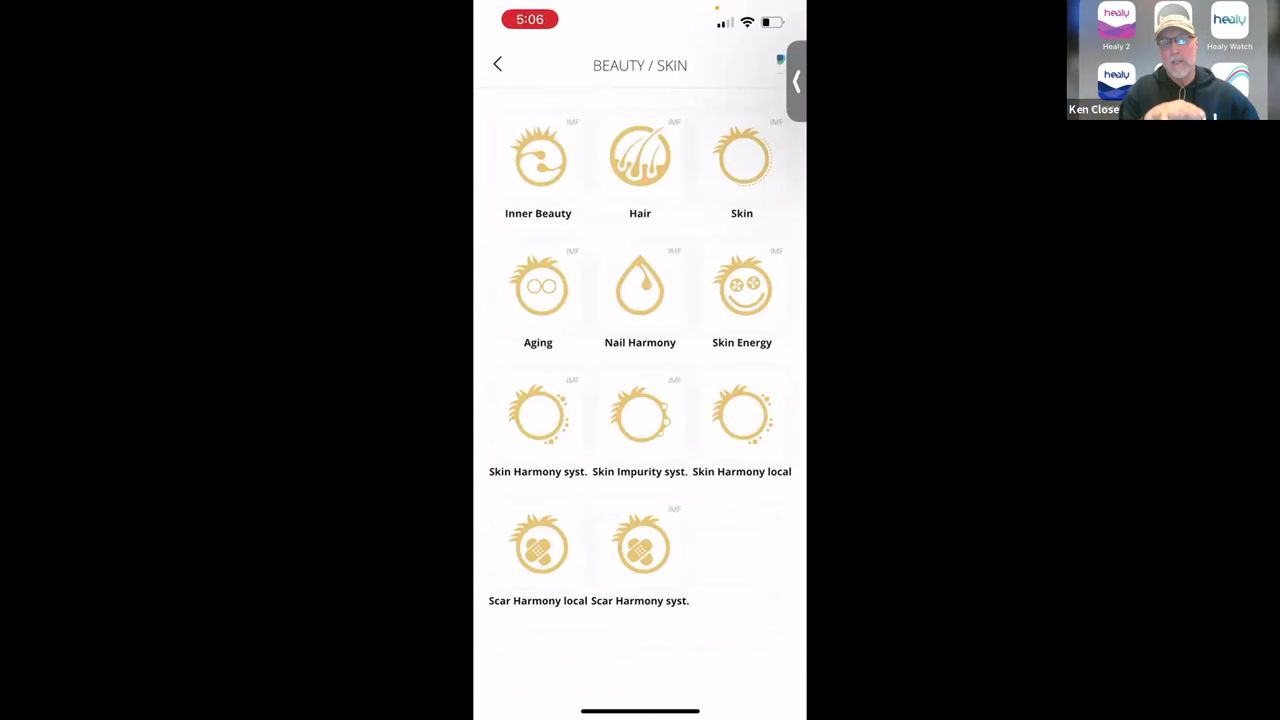 5:06
BEAUTY / SKIN
IMF IMF IMF
Inner Beauty Hair Skin
IMF IMF IMF
Aging Nail Harmony Skin Energy
IMF IMF
Skin Harmony syst. Skin Impurity syst. Skin Harmony local
IMF
Scar Harmony local Scar Harmony syst.
healy healy
Healy 2 Healy Watch
healy
Ken Close